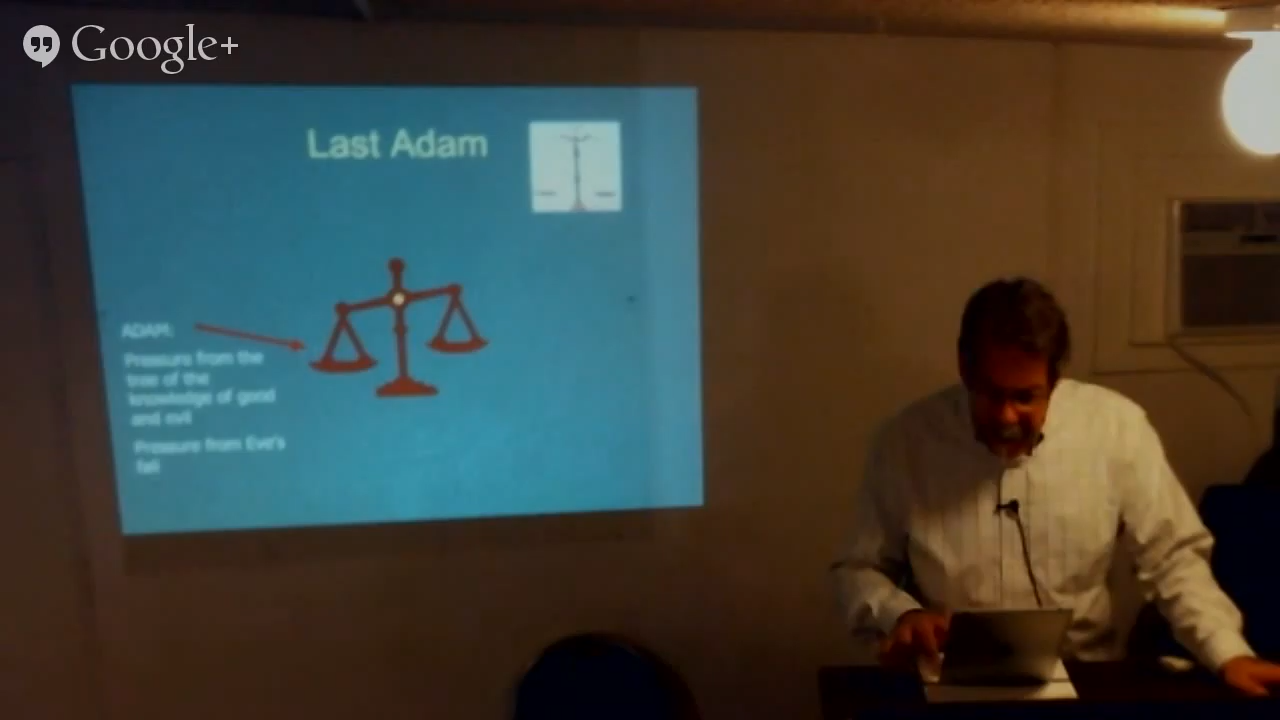 Google+
Last Adam
ADAM:
Pressure from the
tree of the
knowledge of good
and evil
Pressure from Eve's
fall